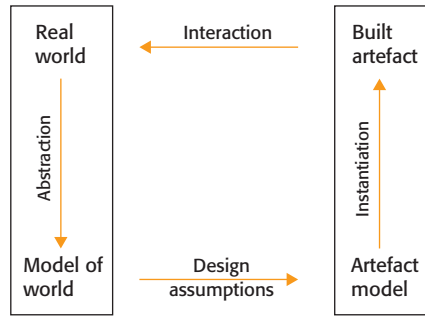 Real
world
Interaction
Built
artefact
Abstraction
Instantiation
Model of
world
Design
assumptions
Artefact
model